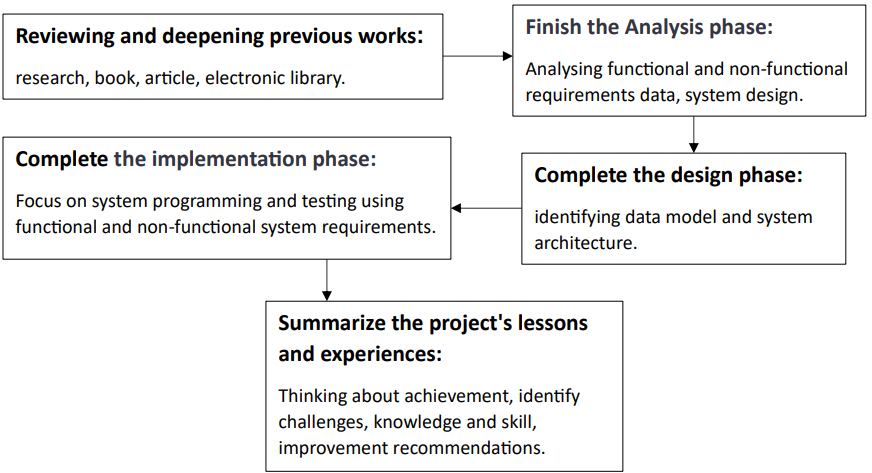 Reviewing and deepening previous works:
research, book, article, electronic library.
Finish the Analysis phase:
Analysing functional and non-functional
requirements data, system design.
Complete the design phase:
identifying data model and system
architecture.
Complete the implementation phase:
Focus on system programming and testing using
functional and non-functional system requirements.
Summarize the project's lessons
and experiences:
Thinking about achievement, identify
challenges, knowledge and skill,
improvement recommendations.